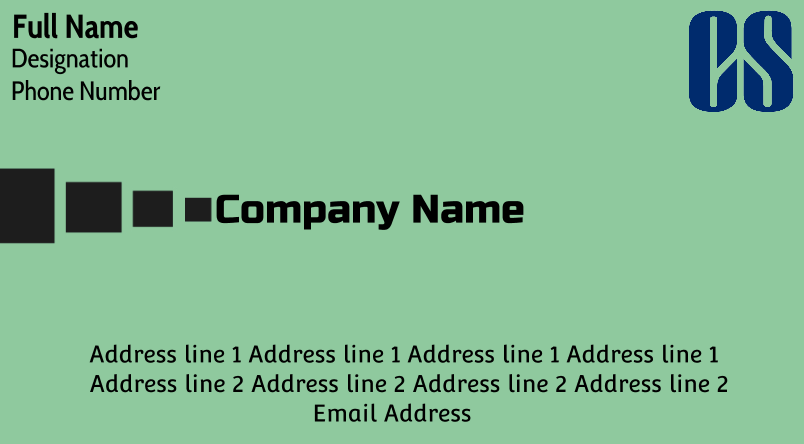 Full Name
Designation
Phone Number
CS
Company Name
Address line 1 Address line 1 Address line 1 Address line 1
Address line 2 Address line 2 Address line 2 Address line 2
Email Address